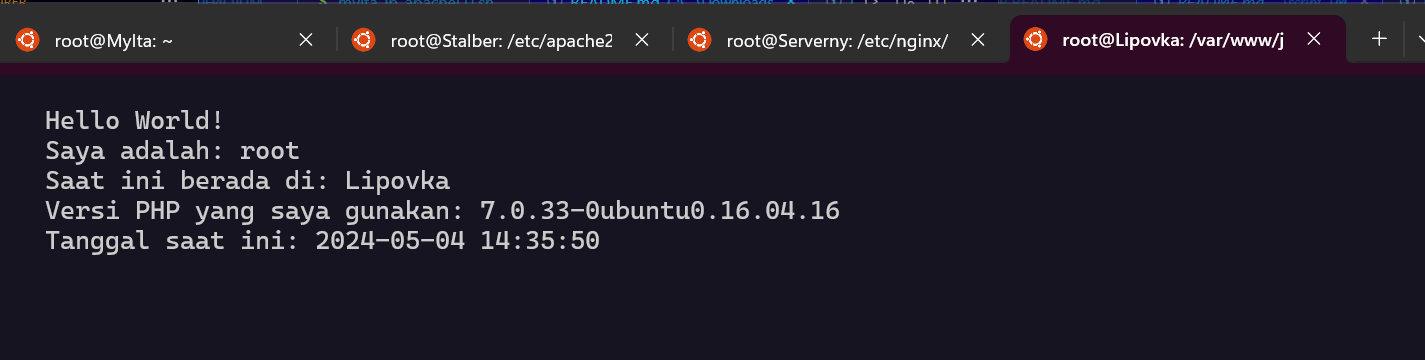 root@Mylta: ~
root@Stalber: /etc/apache2
root@Serverny: /etc/nginx/
root@Lipovka: /var/www/j
Hello World!
Saya adalah: root
Saat ini berada di: Lipovka
Versi PHP yang saya gunakan: 7.0.33-0ubuntu0.16.04.16
Tanggal saat ini: 2024-05-04 14:35:50